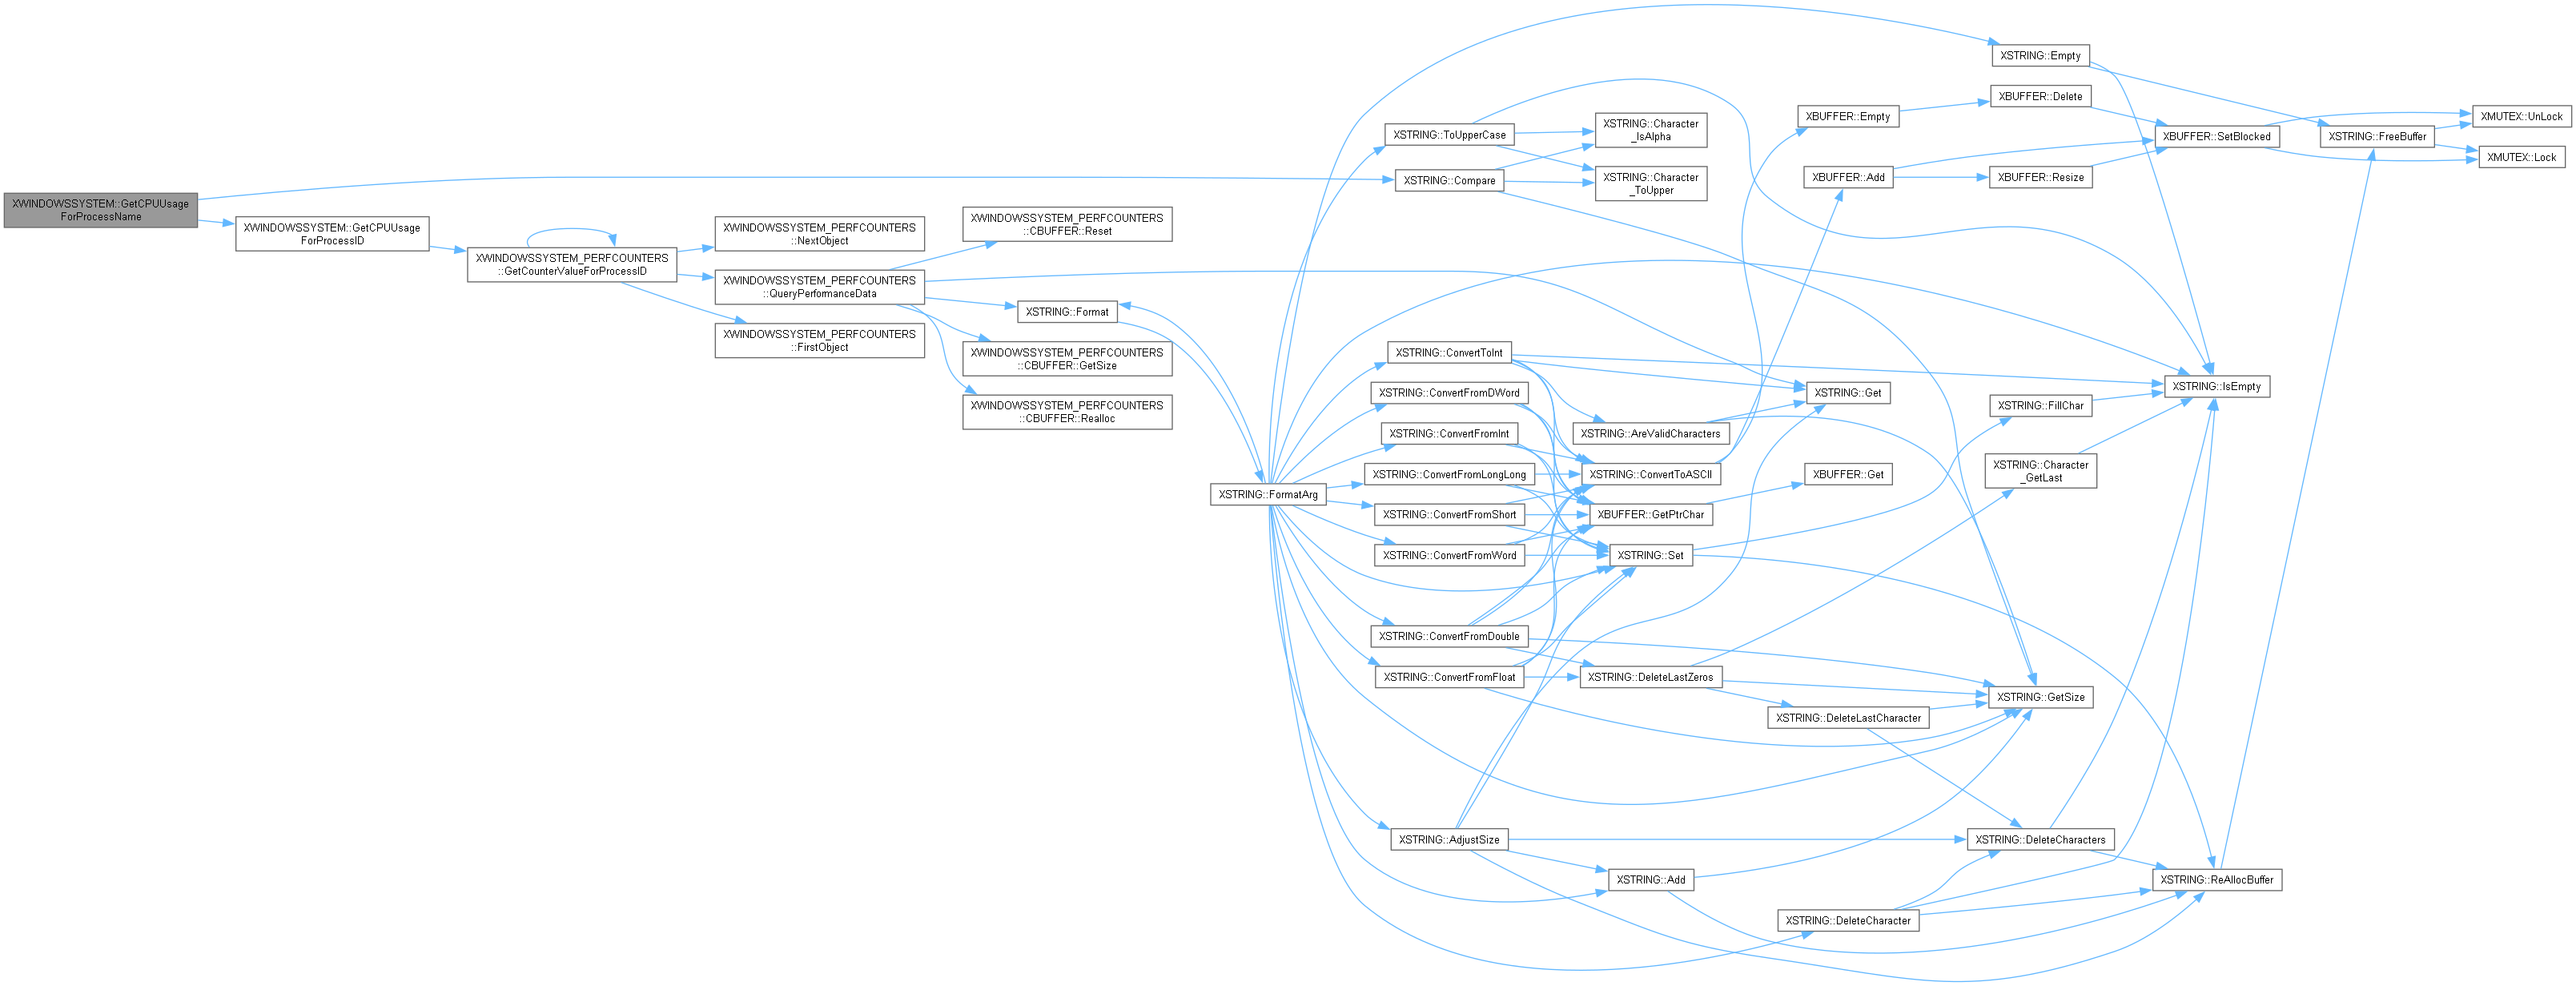 XWINDOWSSYSTEM::GetCPUUsage
ForProcessName
XWINDOWSSYSTEM::GetCPUUsage
ForProcessID
XWINDOWSSYSTEM_PERFCOUNTERS
::GetCounterValueForProcessID
XWINDOWSSYSTEM_PERFCOUNTERS
::NextObject
XWINDOWSSYSTEM_PERFCOUNTERS
::QueryPerformanceData
XWINDOWSSYSTEM_PERFCOUNTERS
::FirstObject
XWINDOWSSYSTEM_PERFCOUNTERS
::CBUFFER::Reset
XSTRING::Format
XWINDOWSSYSTEM_PERFCOUNTERS
::CBUFFER::GetSize
XWINDOWSSYSTEM_PERFCOUNTERS
::CBUFFER::Realloc
XSTRING::FormatArg
XSTRING::ToUpperCase
XSTRING::Compare
XSTRING::ConvertToInt
XSTRING::ConvertFromDWord
XSTRING::ConvertFromInt
XSTRING::ConvertFromLongLong
XSTRING::ConvertFromShort
XSTRING::ConvertFromWord
XSTRING::ConvertFromDouble
XSTRING::ConvertFromFloat
XSTRING::AdjustSize
XSTRING::Character
_IsAlpha
XSTRING::Character
_ToUpper
XSTRING::AreValidCharacters
XSTRING::ConvertToASCII
XBUFFER::GetPtrChar
XSTRING::Set
XSTRING::DeleteLastZeros
XSTRING::Add
XBUFFER::Empty
XBUFFER::Add
XSTRING::Get
XBUFFER::Get
XSTRING::DeleteLastCharacter
XSTRING::DeleteCharacter
XSTRING::Empty
XBUFFER::Delete
XBUFFER::Resize
XSTRING::FillChar
XSTRING::Character
_GetLast
XSTRING::GetSize
XSTRING::DeleteCharacters
XBUFFER::SetBlocked
XSTRING::IsEmpty
XSTRING::ReAllocBuffer
XSTRING::FreeBuffer
XMUTEX::UnLock
XMUTEX::Lock